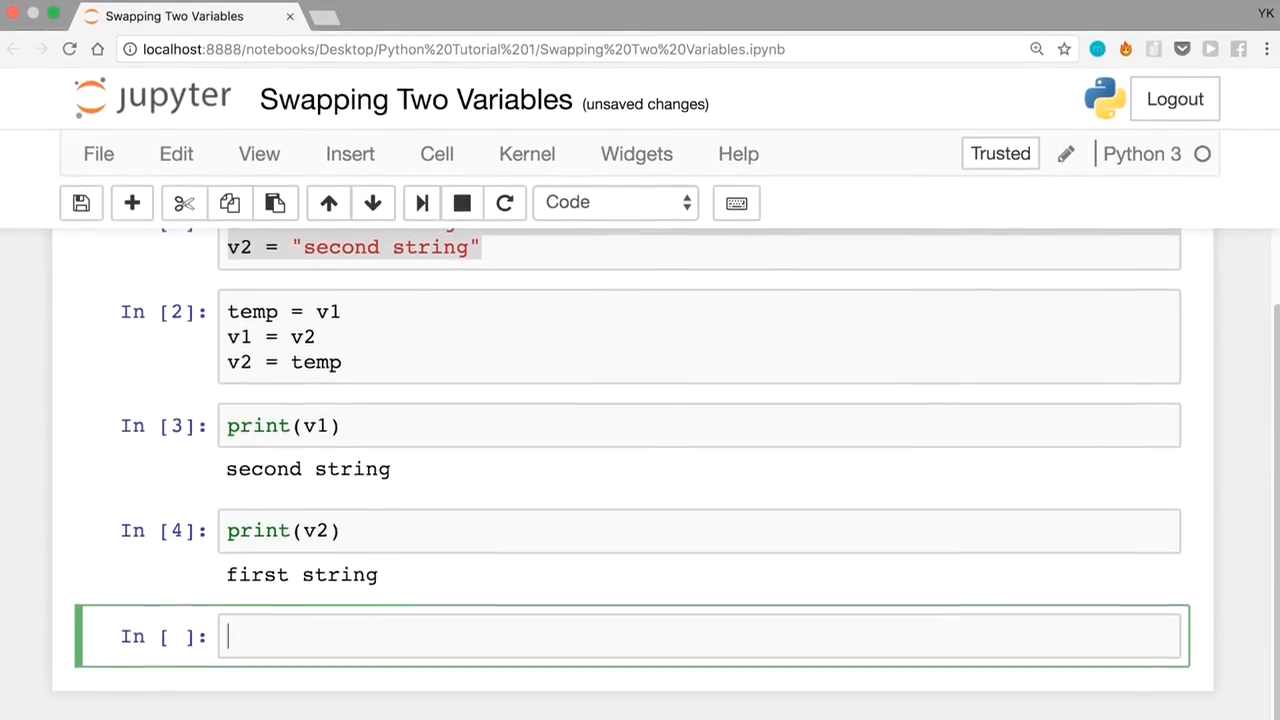 Swapping Two Variables
YK
localhost:8888/notebooks/Desktop/Python%20Tutorial%201/Swapping%20Two%20Variables.ipynb
jupyter Swapping Two Variables (unsaved changes)
Logout
File Edit View Insert Cell Kernel Widgets Help Trusted Python 3
Code
v2 = "second string"
In [2]: temp = v1
v1 = v2
v2 = temp
In [3]: print(v1)
second string
In [4]: print(v2)
first string
In [ ]: